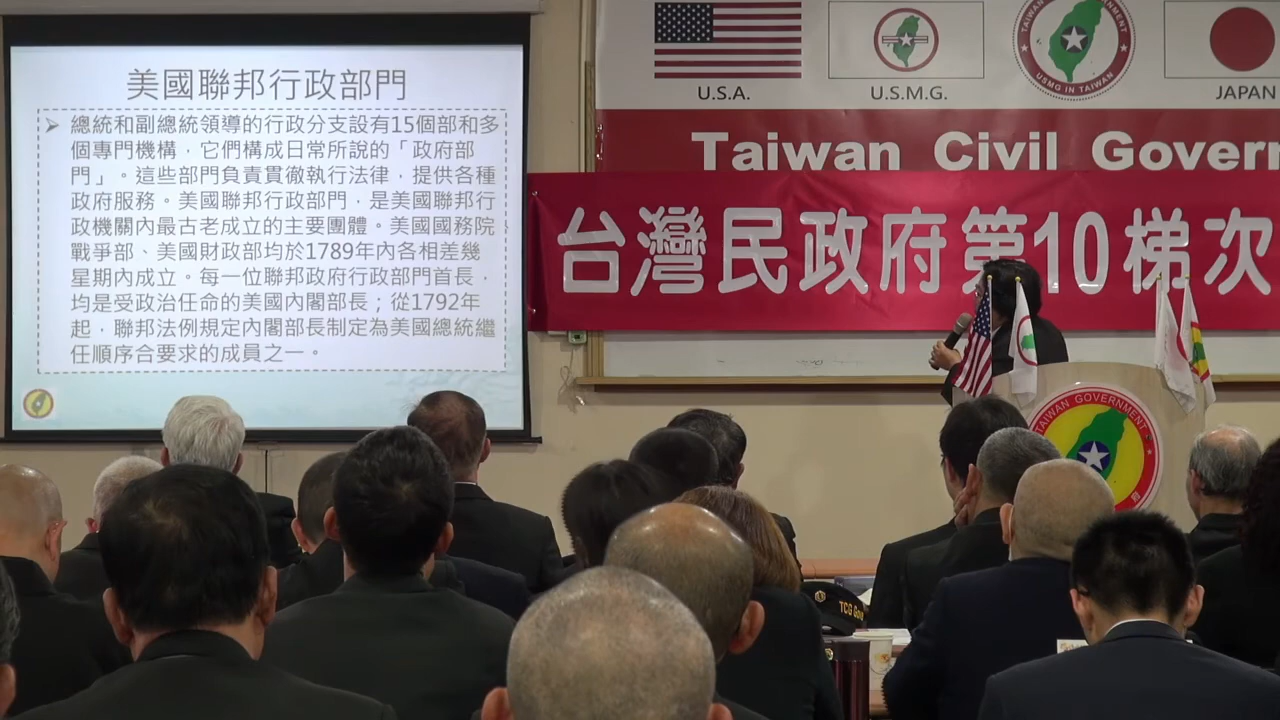 美國聯邦行政部門
➢ 總統和副總統領導的行政分支設有15個部和多
個專門機構，它們構成日常所說的「政府部
門」。這些部門負責貫徹執行法律，提供各種
政府服務。美國聯邦行政部門，是美國聯邦行
政機關內最古老成立的主要團體。美國國務院
戰爭部、美國財政部均於1789年內各相差幾
星期內成立。每一位聯邦政府行政部門首長，
均是受政治任命的美國內閣部長；從1792年
起，聯邦法例規定內閣部長制定為美國總統繼
任順序合要求的成員之一。
U.S.A.
U.S.M.G.
TAIWAN GOVERNMENT
USMG IN TAIWAN
JAPAN
Taiwan Civil Govern
台灣民政府第10梯次
TAIWAN GOVERNMENT
TCG Gov